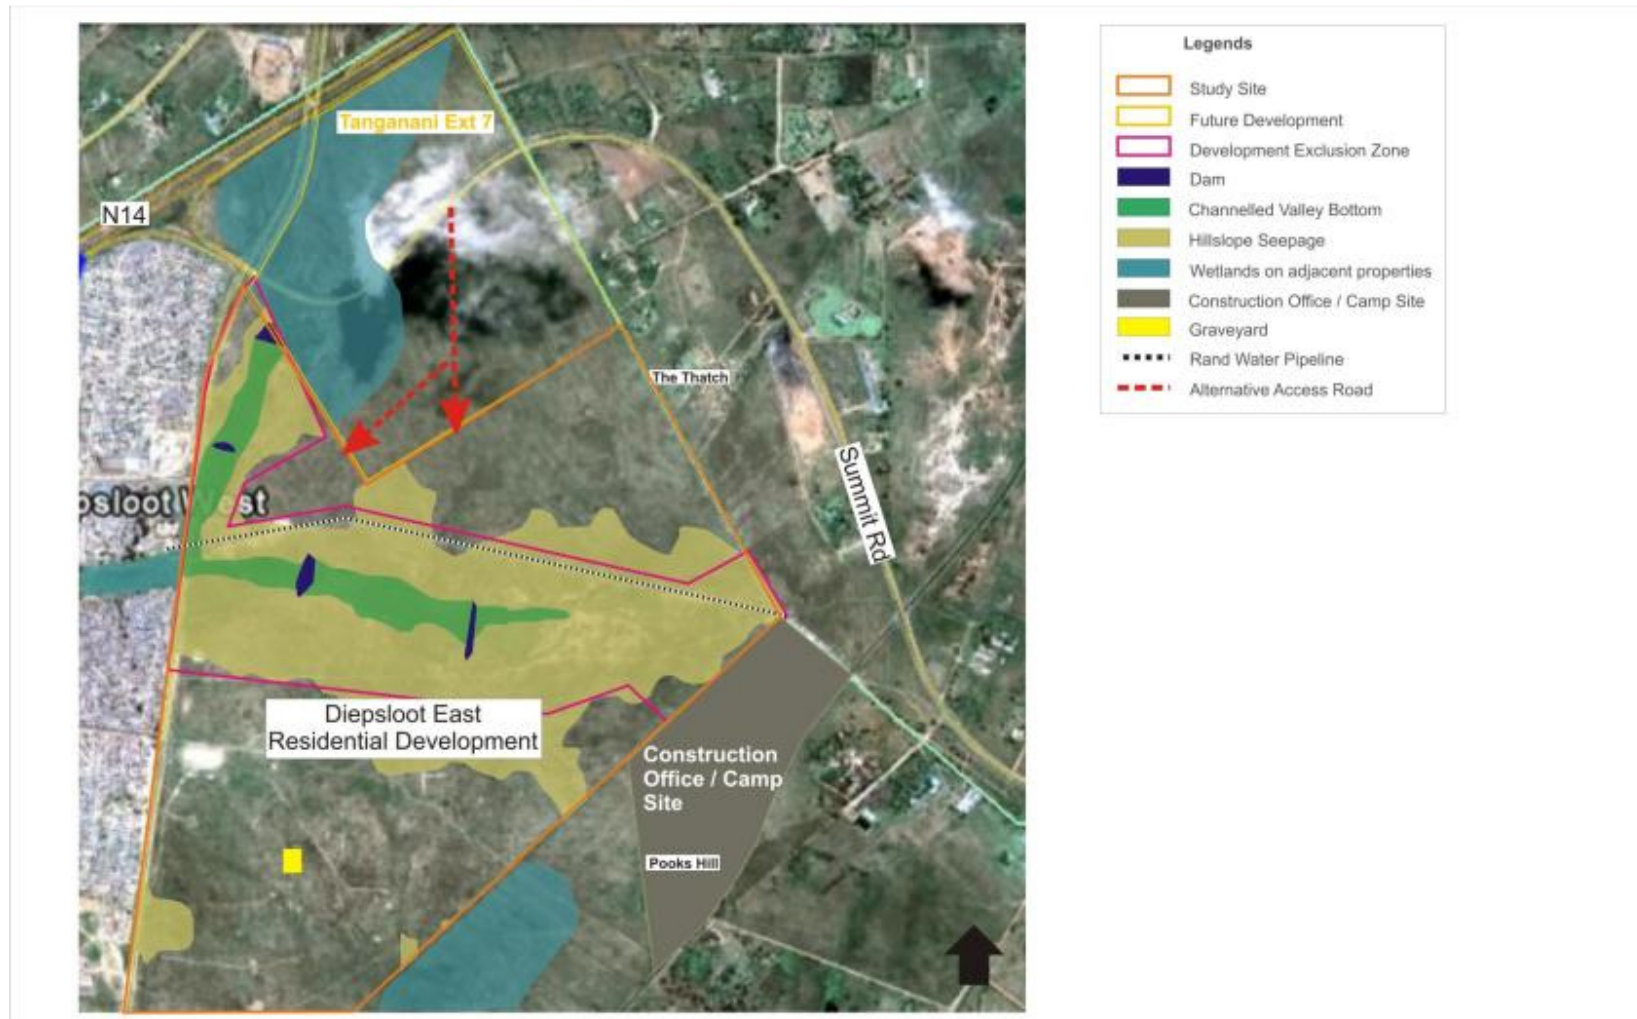 Tanganani Ext 7
N14
The Thatch
Summit Rd
psloot West
Diepsloot East
Residential Development
Construction
Office / Camp
Site
Pooks Hill
Legends
Study Site
Future Development
Development Exclusion Zone
Dam
Channelled Valley Bottom
Hillslope Seepage
Wetlands on adjacent properties
Construction Office / Camp Site
Graveyard
Rand Water Pipeline
Alternative Access Road